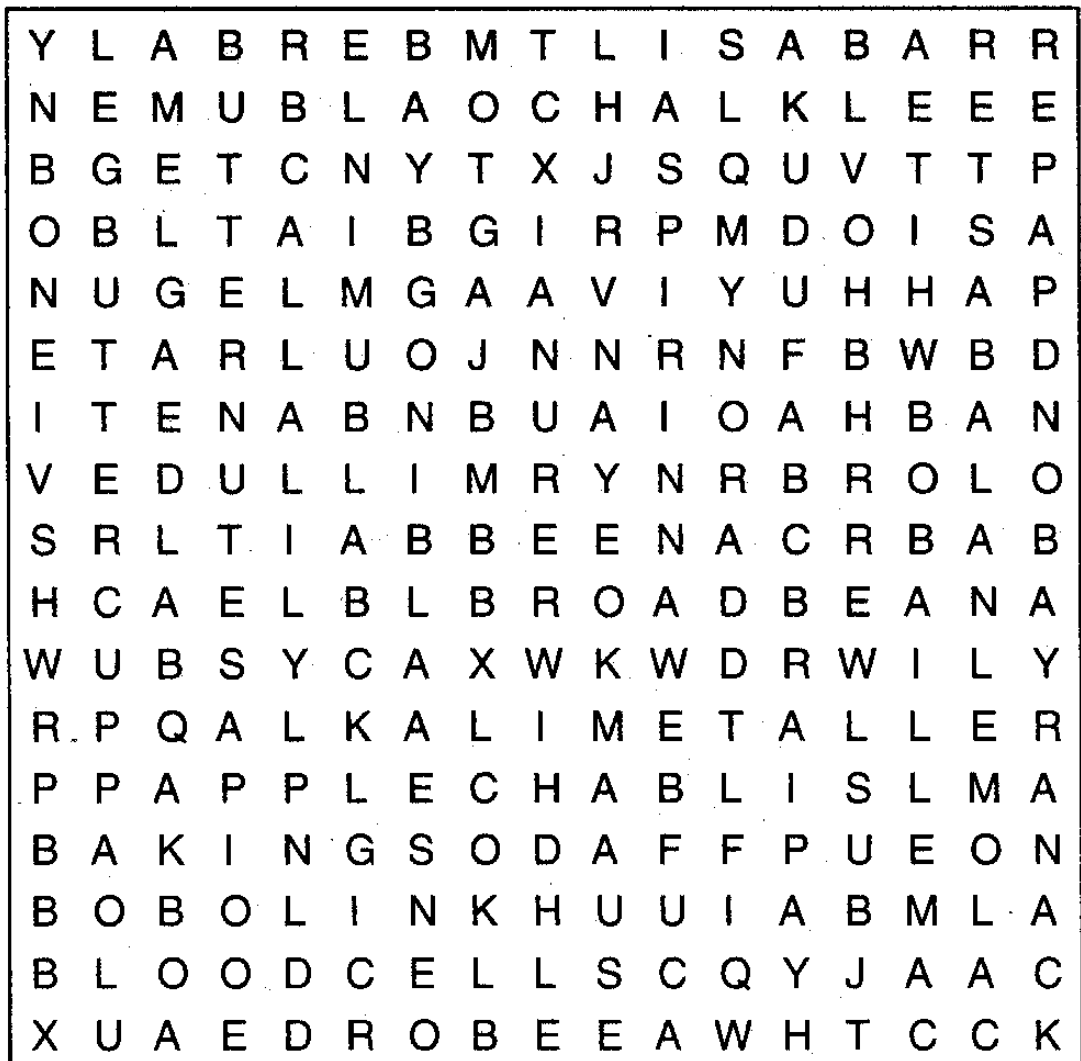 Y L A B R E B M T L I S A B A R R
N E M U B L A O C H A L K L E E E
B G E T C N Y T X J S Q U V T T P
O B L T A I B G I R P M D O I S A
N U G E L M G A A V I Y U H H A P
E T A R L U O J N N R N F B W B D
I T E N A B N B U A I O A H B A N
V E D U L L I M R Y N R B R O L O
S R L T I A B B E E N A C R B A B
H C A E L B L B R O A D B E A N A
W U B S Y C A X W K W D R W I L Y
R P Q A L K A L I M E T A L L E R
P P A P P L E C H A B L I S L M A
B A K I N G S O D A F F P U E O N
B O B O L I N K H U U I A B M L A
B L O O D C E L L S C Q Y J A A C
X U A E D R O B E E A W H T C C K